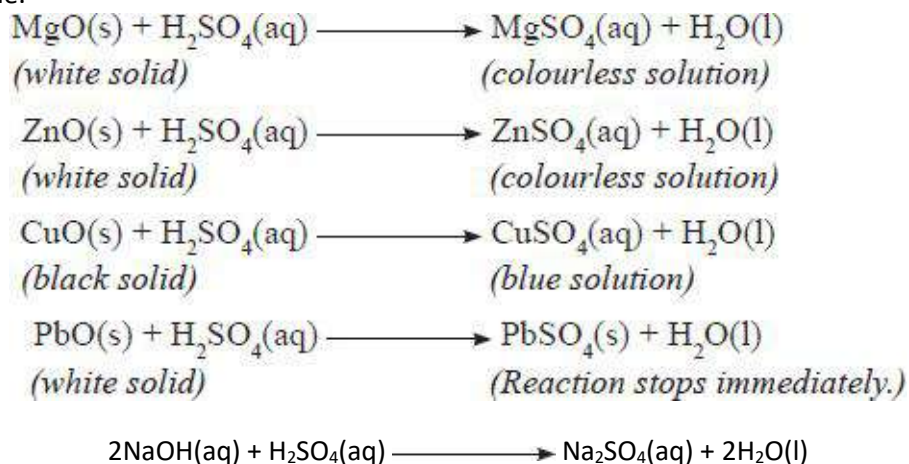 MgO(s) + H₂SO₄(aq) ⟶ MgSO₄(aq) + H₂O(l)
(white solid) (colourless solution)
ZnO(s) + H₂SO₄(aq) ⟶ ZnSO₄(aq) + H₂O(l)
(white solid) (colourless solution)
CuO(s) + H₂SO₄(aq) ⟶ CuSO₄(aq) + H₂O(l)
(black solid) (blue solution)
PbO(s) + H₂SO₄(aq) ⟶ PbSO₄(s) + H₂O(l)
(white solid) (Reaction stops immediately.)
2NaOH(aq) + H₂SO₄(aq) ⟶ Na₂SO₄(aq) + 2H₂O(l)